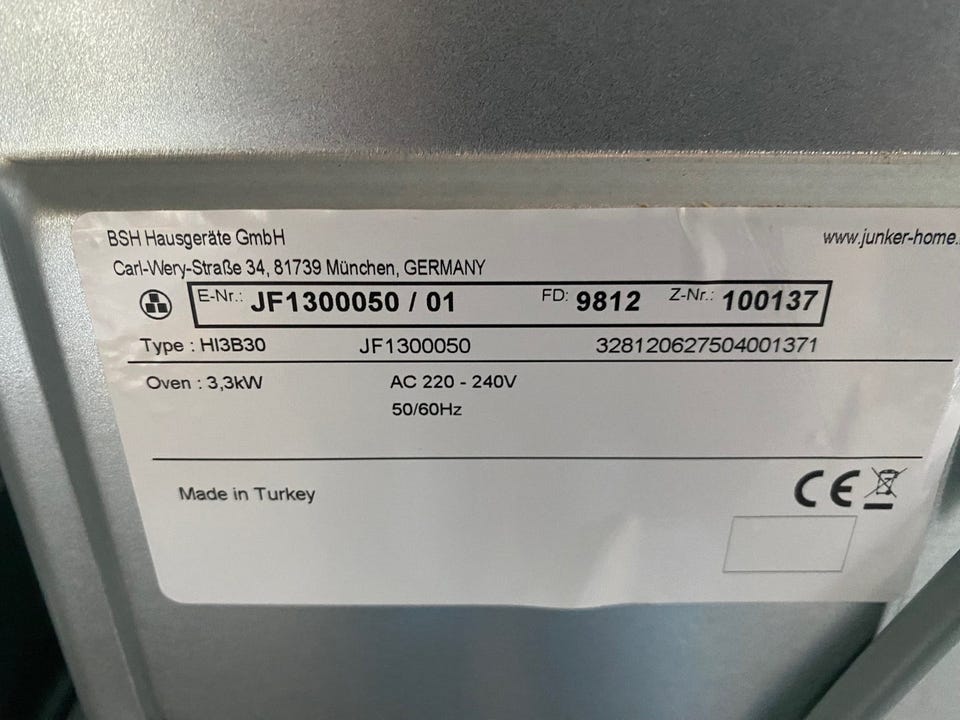 BSH Hausgeräte GmbH www.junker-home.
Carl-Wery-Straße 34, 81739 München, GERMANY
E-Nr.: JF1300050 / 01 FD: 9812 Z-Nr.: 100137
Type : HI3B30 JF1300050 328120627504001371
Oven : 3,3kW AC 220 - 240V
50/60Hz
Made in Turkey CE